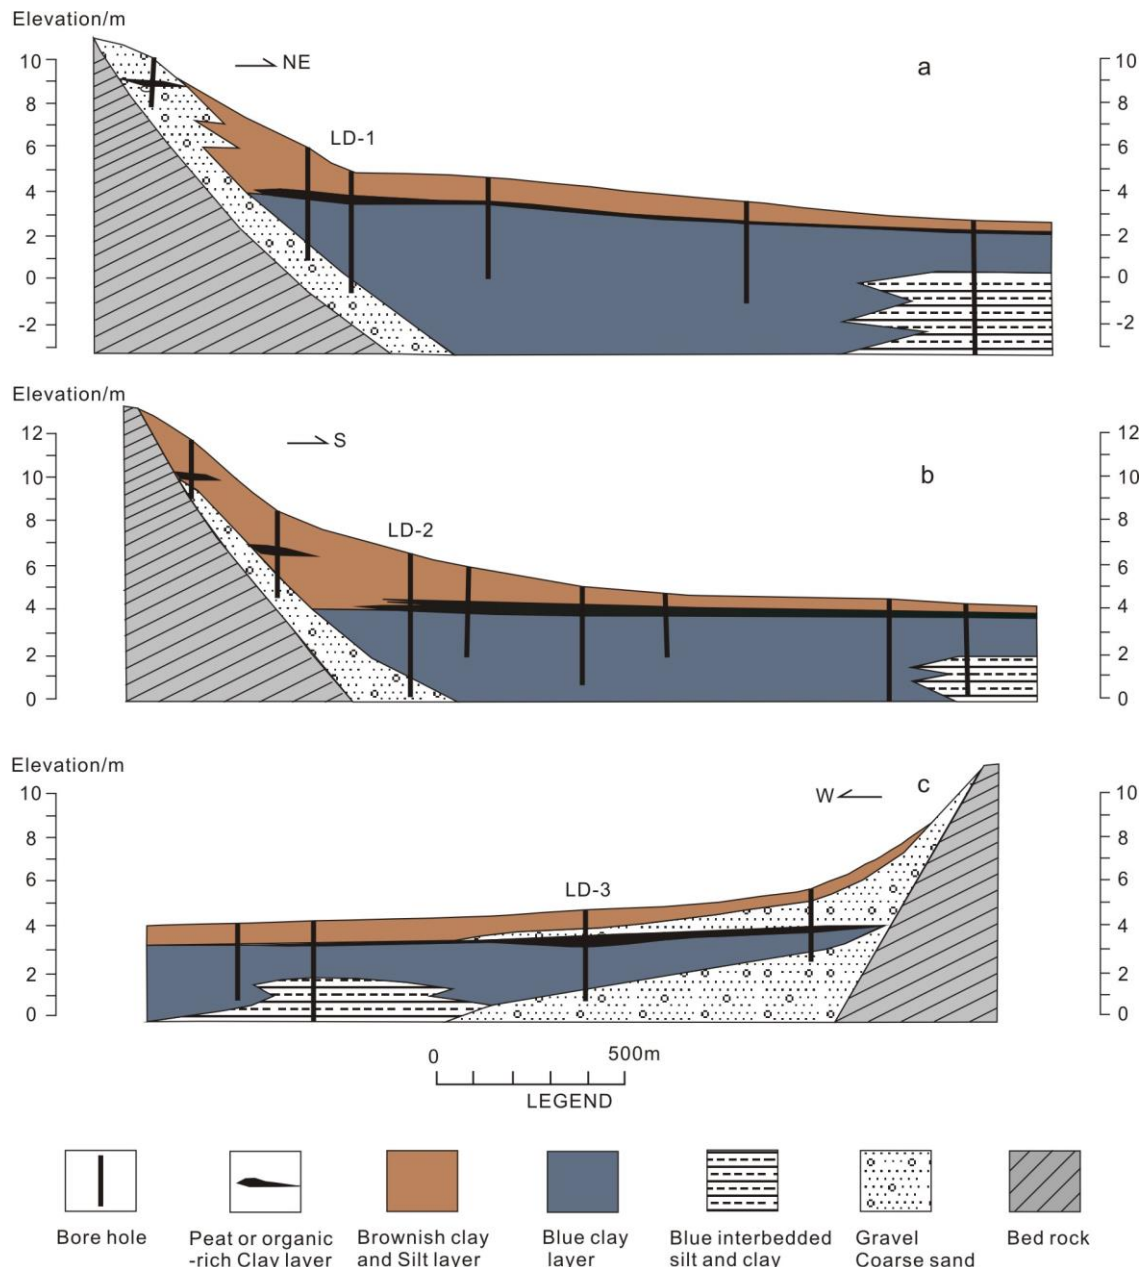 Elevation/m
NE
a
LD-1
10
8
6
4
2
0
-2
10
8
6
4
2
0
-2
Elevation/m
S
b
LD-2
12
10
8
6
4
2
0
12
10
8
6
4
2
0
Elevation/m
W
c
LD-3
10
8
6
4
2
0
10
8
6
4
2
0
0 500m
LEGEND
Bore hole
Peat or organic
-rich Clay layer
Brownish clay
and Silt layer
Blue clay
layer
Blue interbedded
silt and clay
Gravel
Coarse sand
Bed rock